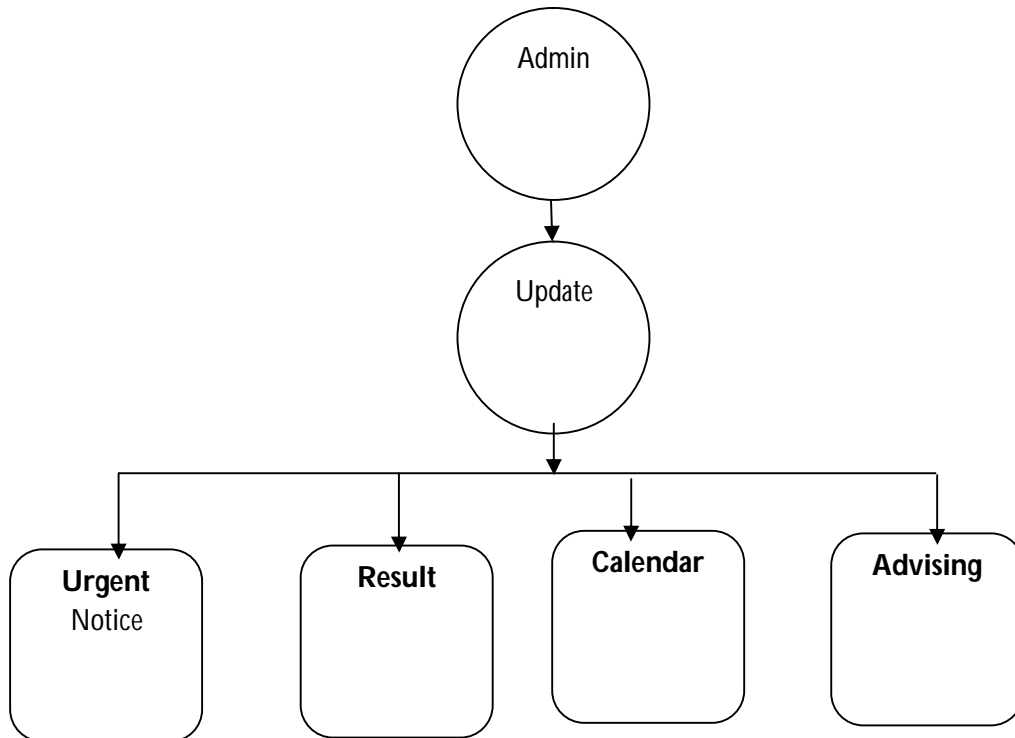 Admin
Update
Urgent
Notice
Result
Calendar
Advising